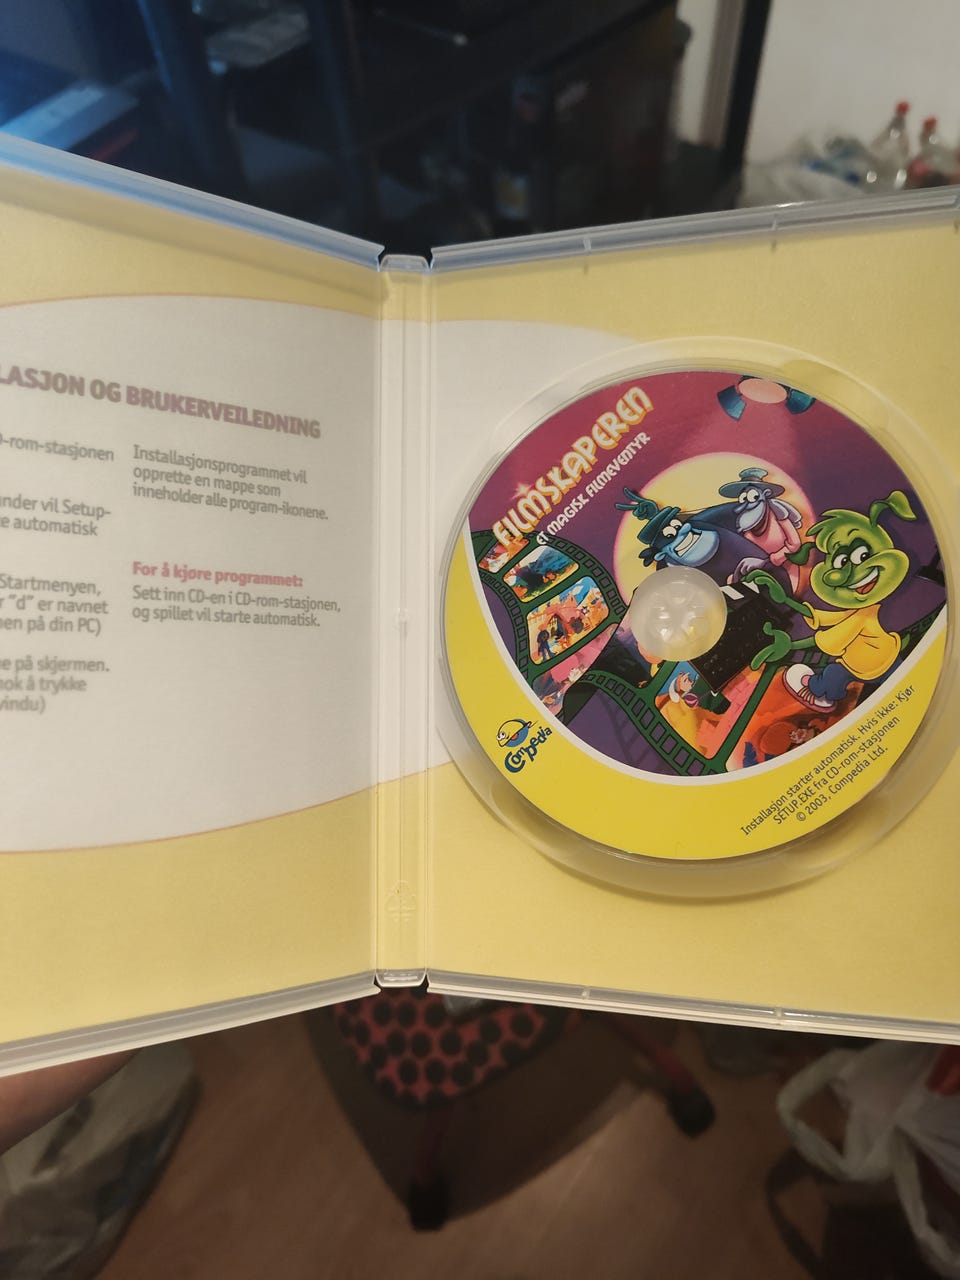 LASJON OG BRUKERVEILEDNING
D-rom-stasjonen
under vil Setup-
te automatisk
Startmenyen,
r "d" er navnet
nen på din PC)
ne på skjermen.
nok å trykke
vindu)
Installasjonsprogrammet vil
opprette en mappe som
inneholder alle program-ikonene.
For å kjøre programmet:
Sett inn CD-en i CD-rom-stasjonen,
og spillet vil starte automatisk.
FILMSKAPEREN
ET MAGISK FILMEVENTYR
Compedia
Installasjon starter automatisk. Hvis ikke: Kjør
SETUP.EXE fra CD-rom-stasjonen
© 2003, Compedia Ltd.